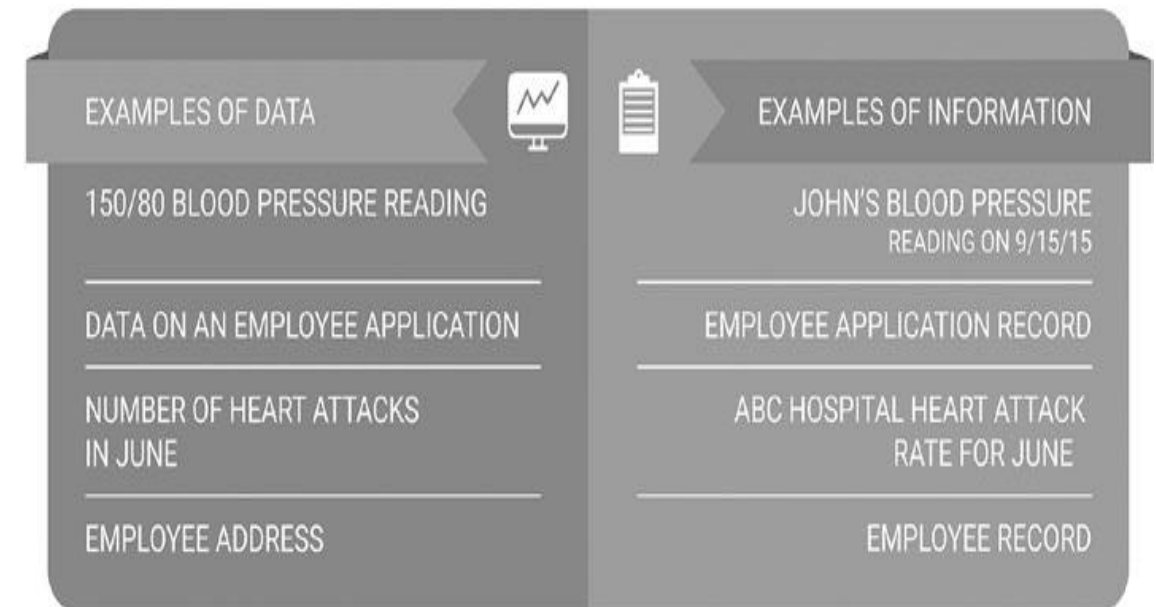 EXAMPLES OF DATA
EXAMPLES OF INFORMATION
150/80 BLOOD PRESSURE READING
JOHN'S BLOOD PRESSURE
READING ON 9/15/15
DATA ON AN EMPLOYEE APPLICATION
EMPLOYEE APPLICATION RECORD
NUMBER OF HEART ATTACKS
IN JUNE
ABC HOSPITAL HEART ATTACK
RATE FOR JUNE
EMPLOYEE ADDRESS
EMPLOYEE RECORD